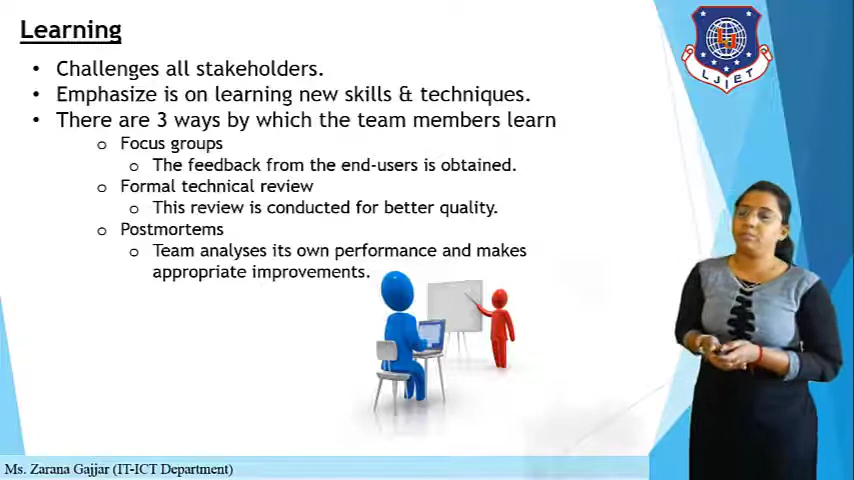 Learning
• Challenges all stakeholders.
• Emphasize is on learning new skills & techniques.
• There are 3 ways by which the team members learn
o Focus groups
o The feedback from the end-users is obtained.
o Formal technical review
o This review is conducted for better quality.
o Postmortems
o Team analyses its own performance and makes
appropriate improvements.
LJIET
Ms. Zarana Gajjar (IT-ICT Department)